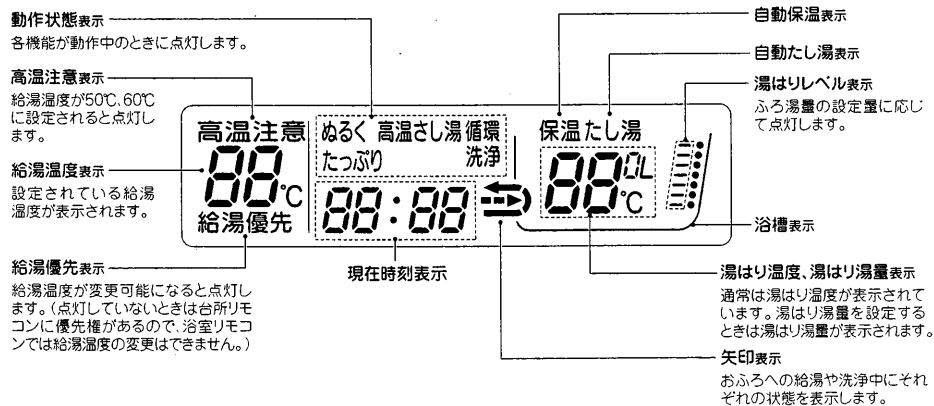 動作状態表示
各機能が動作中のときに点灯します。
高温注意表示
給湯温度が50℃、60℃
に設定されると点灯し
ます。
給湯温度表示
設定されている給湯
温度が表示されます。
給湯優先表示
給湯温度が変更可能になると点灯し
ます。(点灯していないときは台所リモ
コンに優先権があるので、浴室リモコ
ンでは給湯温度の変更はできません。)
高温注意
88℃
給湯優先
ぬるく 高温さし湯 循環
たっぷり 洗浄
88:88
現在時刻表示
保温たし湯
88 0L
℃
自動保温表示
自動たし湯表示
湯はりレベル表示
ふろ湯量の設定量に応じ
て点灯します。
浴槽表示
湯はり温度、湯はり湯量表示
通常は湯はり温度が表示されて
います。湯はり湯量を設定する
ときは湯はり湯量が表示されます。
矢印表示
おふろへの給湯や洗浄中にそれ
ぞれの状態を表示します。